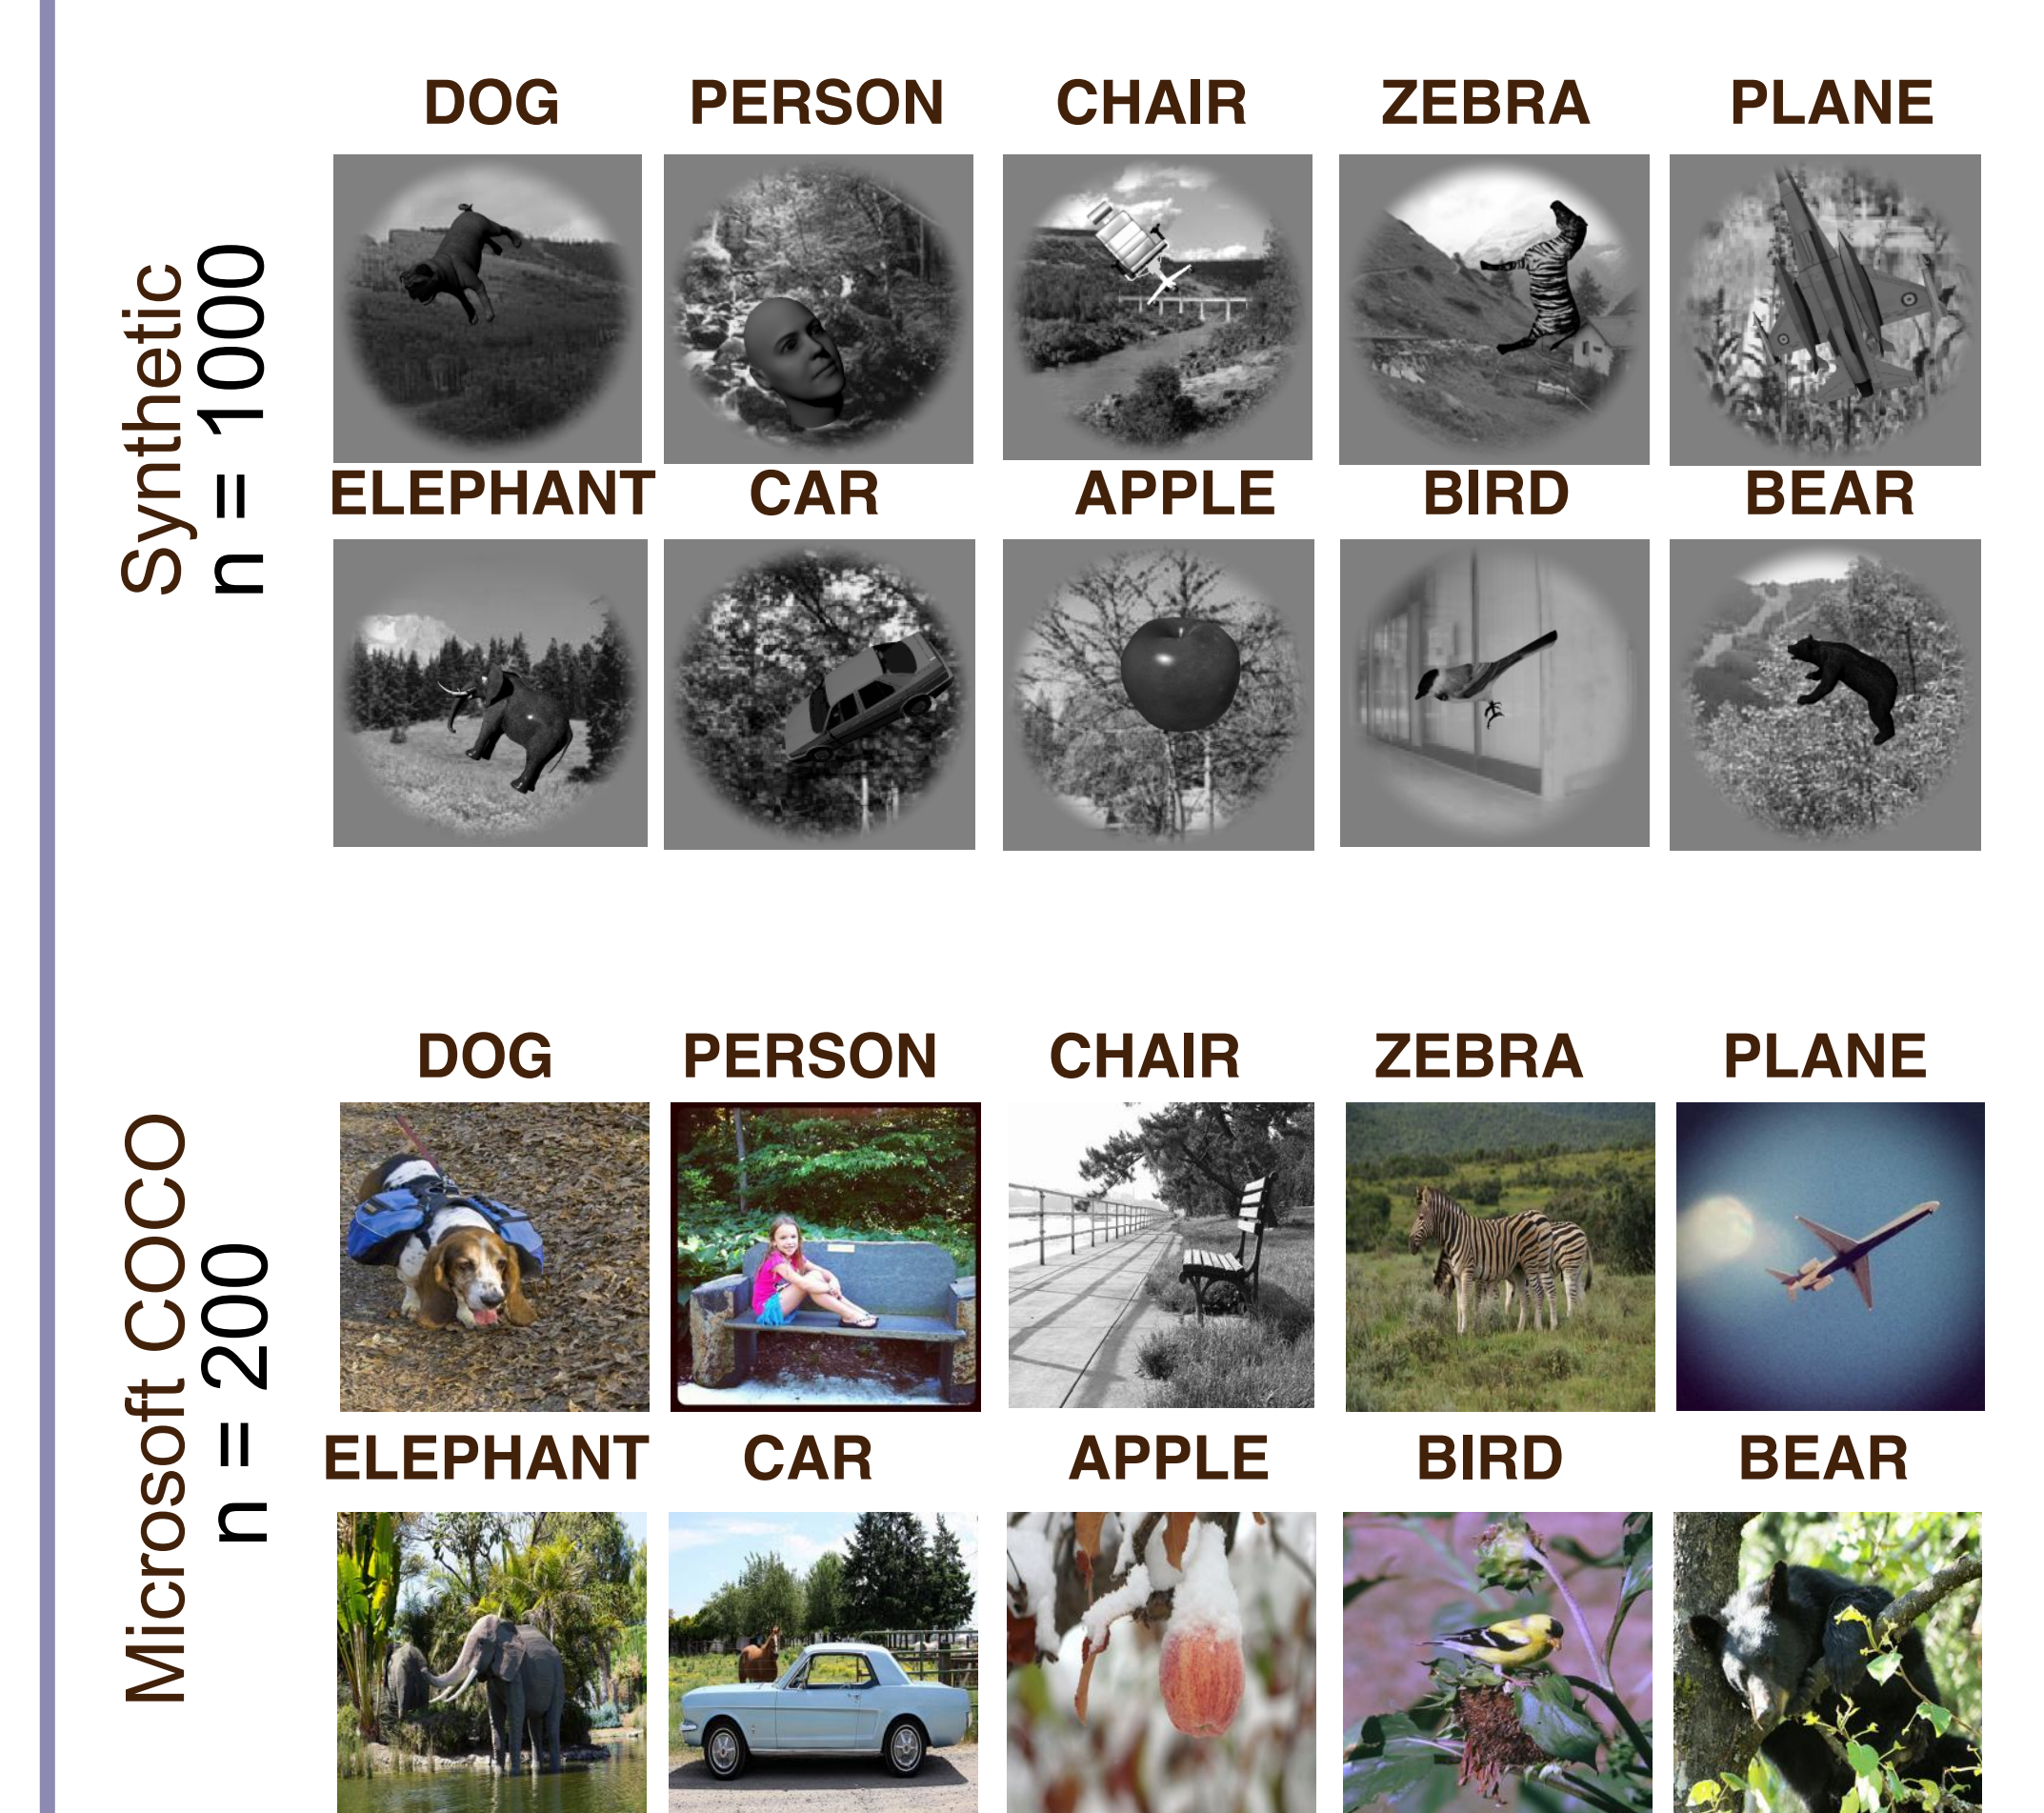 Synthetic
n = 1000
DOG PERSON CHAIR ZEBRA PLANE
ELEPHANT CAR APPLE BIRD BEAR
Microsoft COCO
n = 200
DOG PERSON CHAIR ZEBRA PLANE
ELEPHANT CAR APPLE BIRD BEAR